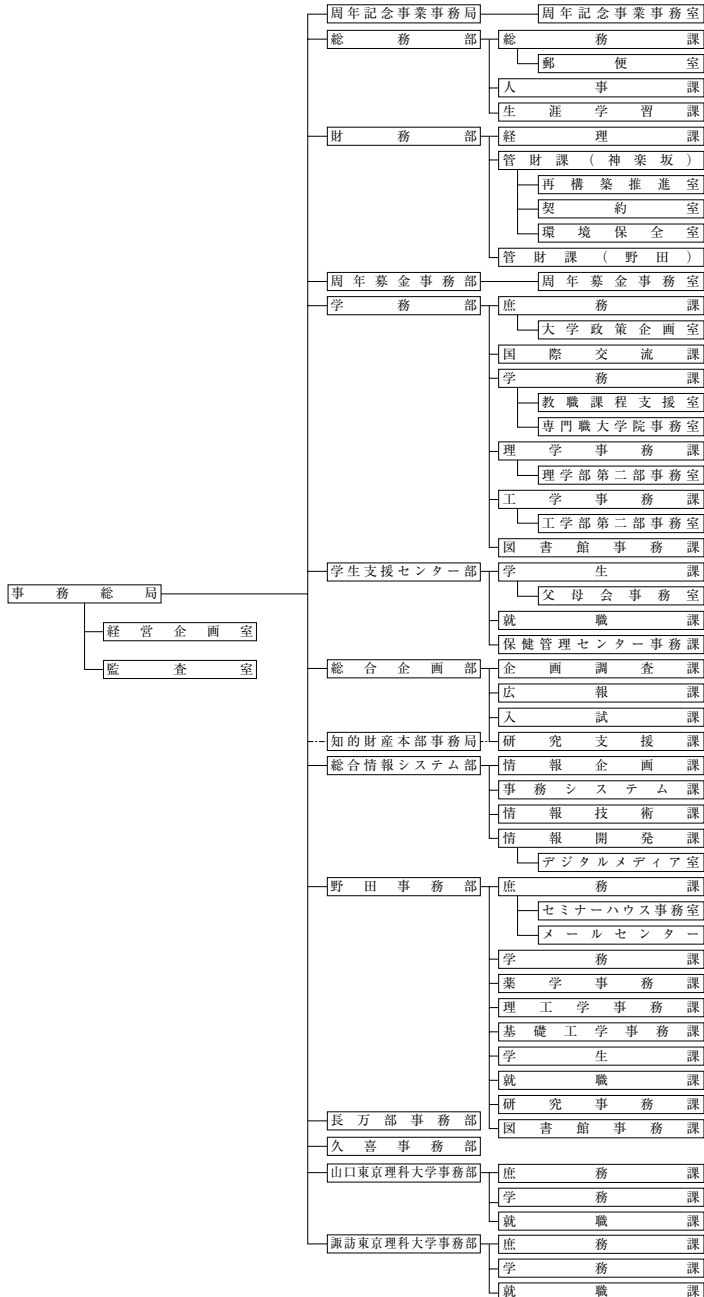 周年記念事業事務局 周年記念事業事務室
総務部 総務課
郵便室
人事課
生涯学習課
財務部 経理課
管財課（神楽坂）
再構築推進室
契約室
環境保全室
管財課（野田）
周年募金事務部 周年募金事務室
学務部 庶務課
大学政策企画室
国際交流課
学務課
教職課程支援室
専門職大学院事務室
理学事務課
理学部第二部事務室
工学事務課
工学部第二部事務室
図書館事務課
学生支援センター部 学生課
事務総局 父母会事務室
就職課
経営企画室 保健管理センター事務課
監査室 総合企画部 企画調査課
広報課
入試課
知的財産本部事務局 研究支援課
総合情報システム部 情報企画課
事務システム課
情報技術課
情報開発課
デジタルメディア室
野田事務部 庶務課
セミナーハウス事務室
メールセンター
学務課
薬学事務課
理工学事務課
基礎工学事務課
学生課
就職課
研究事務課
長万部事務部 図書館事務課
久喜事務部
山口東京理科大学事務部 庶務課
学務課
就職課
諏訪東京理科大学事務部 庶務課
学務課
就職課